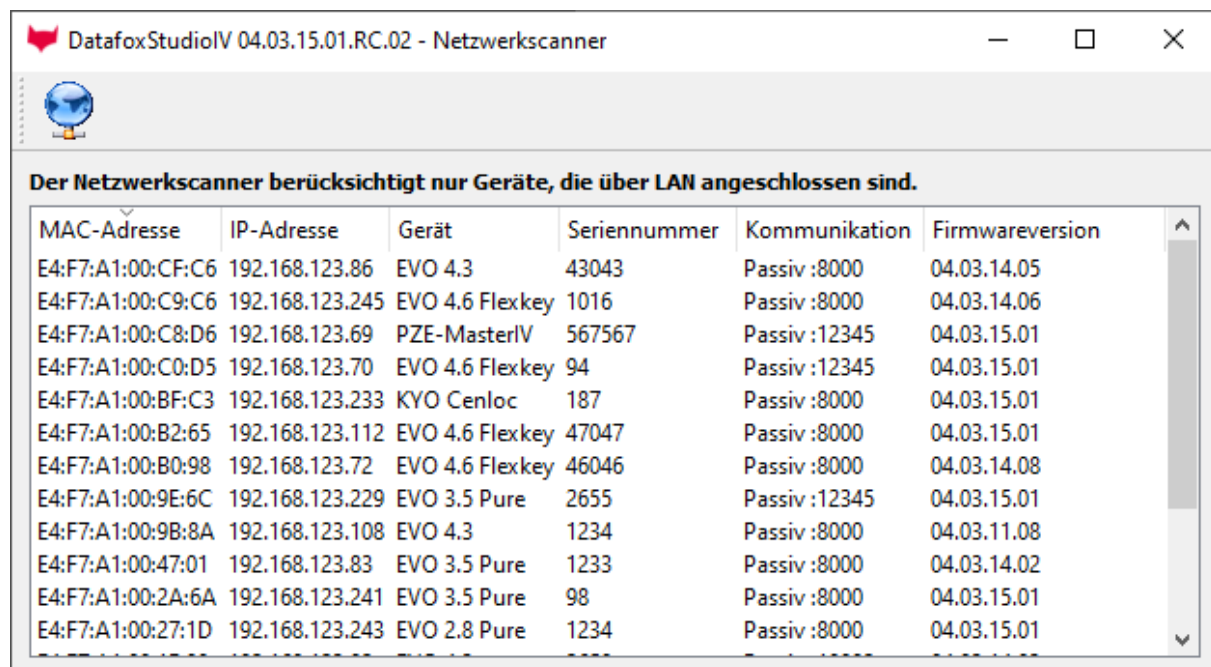 DatafoxStudioIV 04.03.15.01.RC.02 - Netzwerkscanner
Der Netzwerkscanner berücksichtigt nur Geräte, die über LAN angeschlossen sind.
MAC-Adresse IP-Adresse Gerät Seriennummer Kommunikation Firmwareversion
E4:F7:A1:00:CF:C6 192.168.123.86 EVO 4.3 43043 Passiv :8000 04.03.14.05
E4:F7:A1:00:C9:C6 192.168.123.245 EVO 4.6 Flexkey 1016 Passiv :8000 04.03.14.06
E4:F7:A1:00:C8:D6 192.168.123.69 PZE-MasterIV 567567 Passiv :12345 04.03.15.01
E4:F7:A1:00:C0:D5 192.168.123.70 EVO 4.6 Flexkey 94 Passiv :12345 04.03.15.01
E4:F7:A1:00:BF:C3 192.168.123.233 KYO Cenloc 187 Passiv :8000 04.03.15.01
E4:F7:A1:00:B2:65 192.168.123.112 EVO 4.6 Flexkey 47047 Passiv :8000 04.03.15.01
E4:F7:A1:00:B0:98 192.168.123.72 EVO 4.6 Flexkey 46046 Passiv :8000 04.03.14.08
E4:F7:A1:00:9E:6C 192.168.123.229 EVO 3.5 Pure 2655 Passiv :12345 04.03.15.01
E4:F7:A1:00:9B:8A 192.168.123.108 EVO 4.3 1234 Passiv :8000 04.03.11.08
E4:F7:A1:00:47:01 192.168.123.83 EVO 3.5 Pure 1233 Passiv :8000 04.03.14.02
E4:F7:A1:00:2A:6A 192.168.123.241 EVO 3.5 Pure 98 Passiv :8000 04.03.15.01
E4:F7:A1:00:27:1D 192.168.123.243 EVO 2.8 Pure 1234 Passiv :8000 04.03.15.01